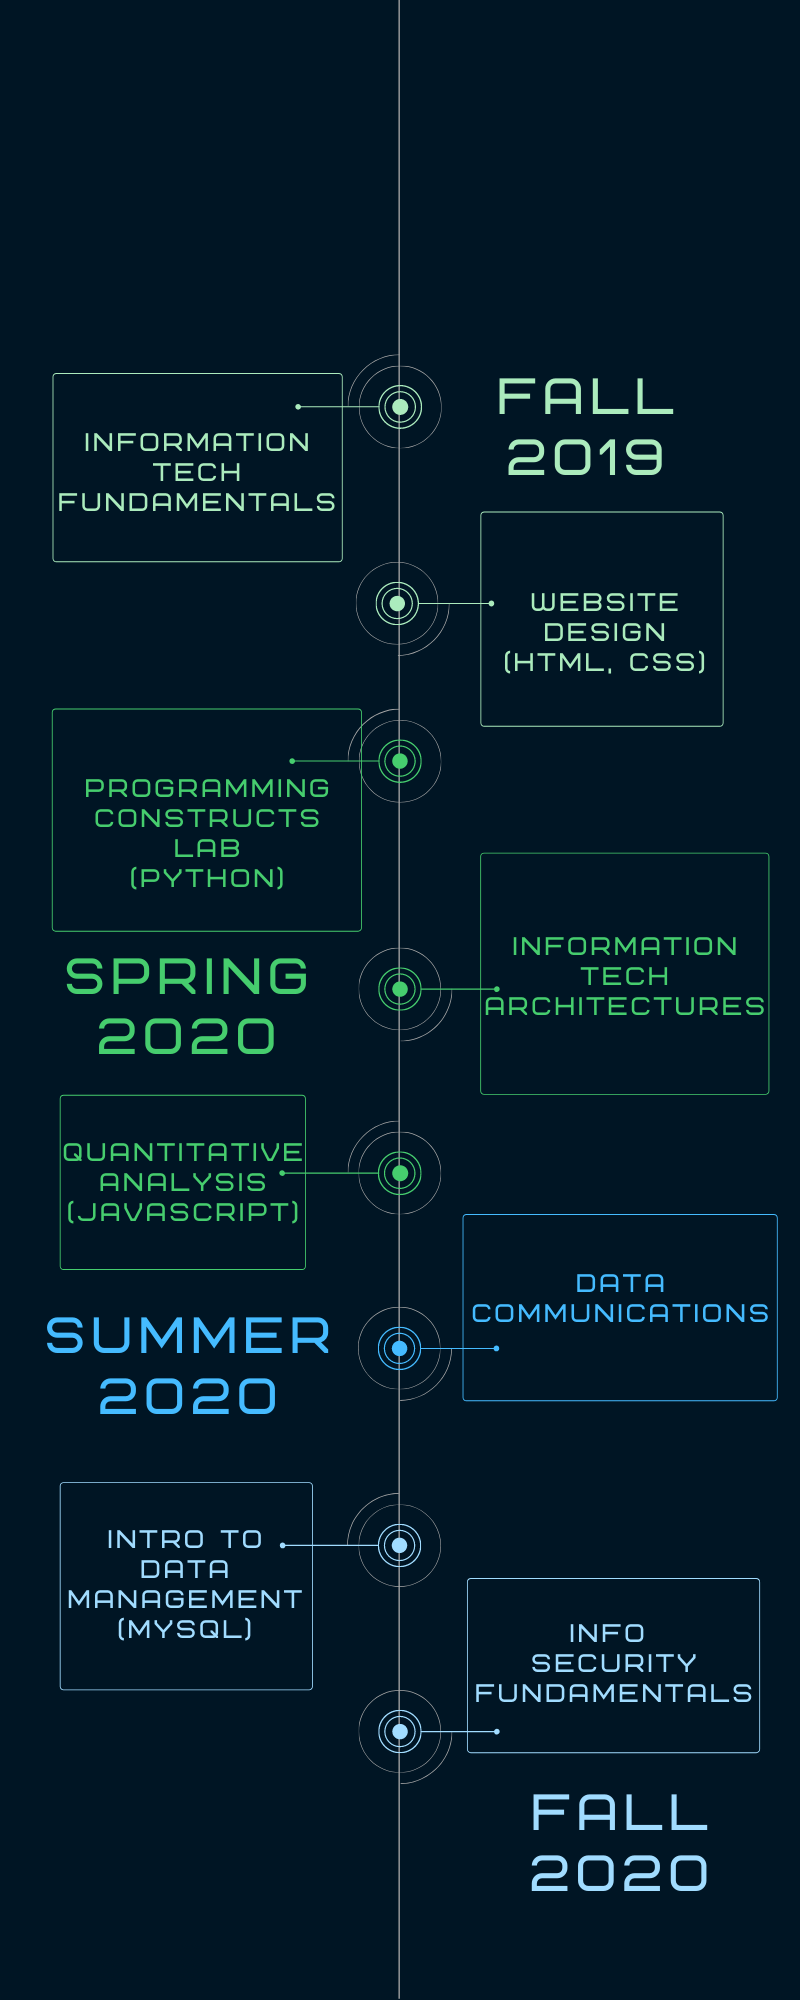 FALL
2019
INFORMATION
TECH
FUNDAMENTALS
WEBSITE
DESIGN
(HTML, CSS)
PROGRAMMING
CONSTRUCTS
LAB
(PYTHON)
INFORMATION
TECH
ARCHITECTURES
SPRING
2020
QUANTITATIVE
ANALYSIS
(JAVASCRIPT)
DATA
COMMUNICATIONS
SUMMER
2020
INTRO TO
DATA
MANAGEMENT
(MYSQL)
INFO
SECURITY
FUNDAMENTALS
FALL
2020